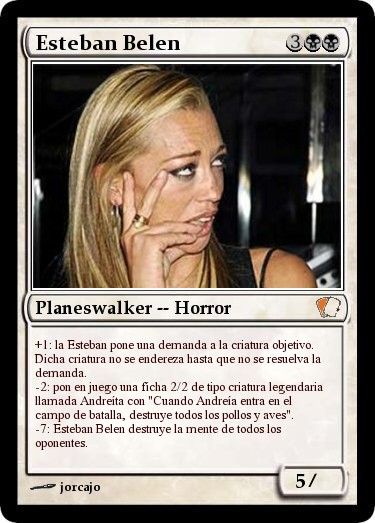 Esteban Belen 3
Planeswalker -- Horror
+1: la Esteban pone una demanda a la criatura objetivo.
Dicha criatura no se endereza hasta que no se resuelva la
demanda.
-2: pon en juego una ficha 2/2 de tipo criatura legendaria
llamada Andreíta con "Cuando Andreía entra en el
campo de batalla, destruye todos los pollos y aves".
-7: Esteban Belen destruye la mente de todos los
oponentes.
5/
jorcajo